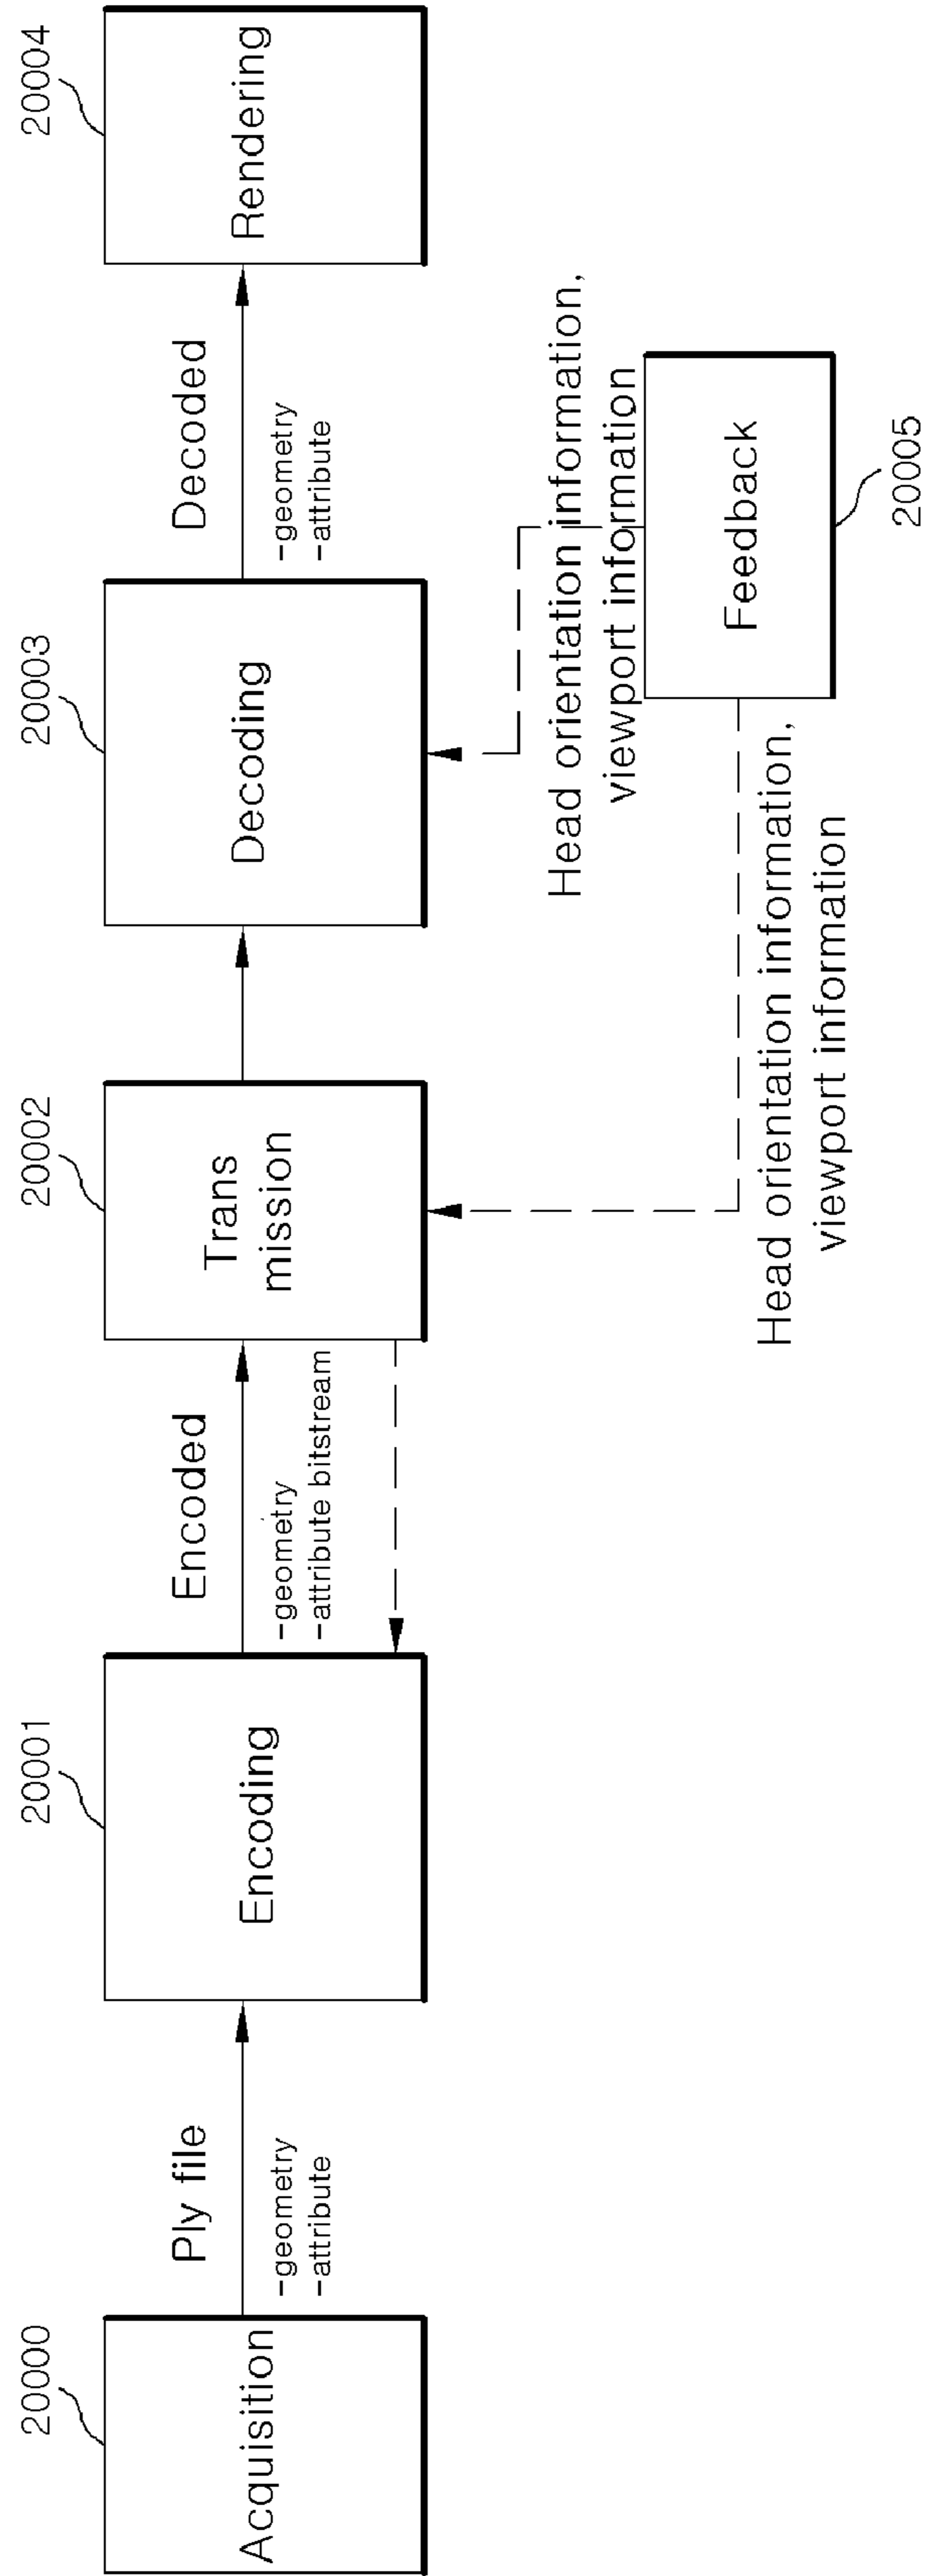 20000
Acquisition
Ply file
-geometry
-attribute
20001
Encoding
Encoded
-geometry
-attribute bitstream
20002
Trans
mission
20003
Decoding
Decoded
-geometry
-attribute
20004
Rendering
Head orientation information,
viewport information
Feedback
20005
Head orientation information,
viewport information